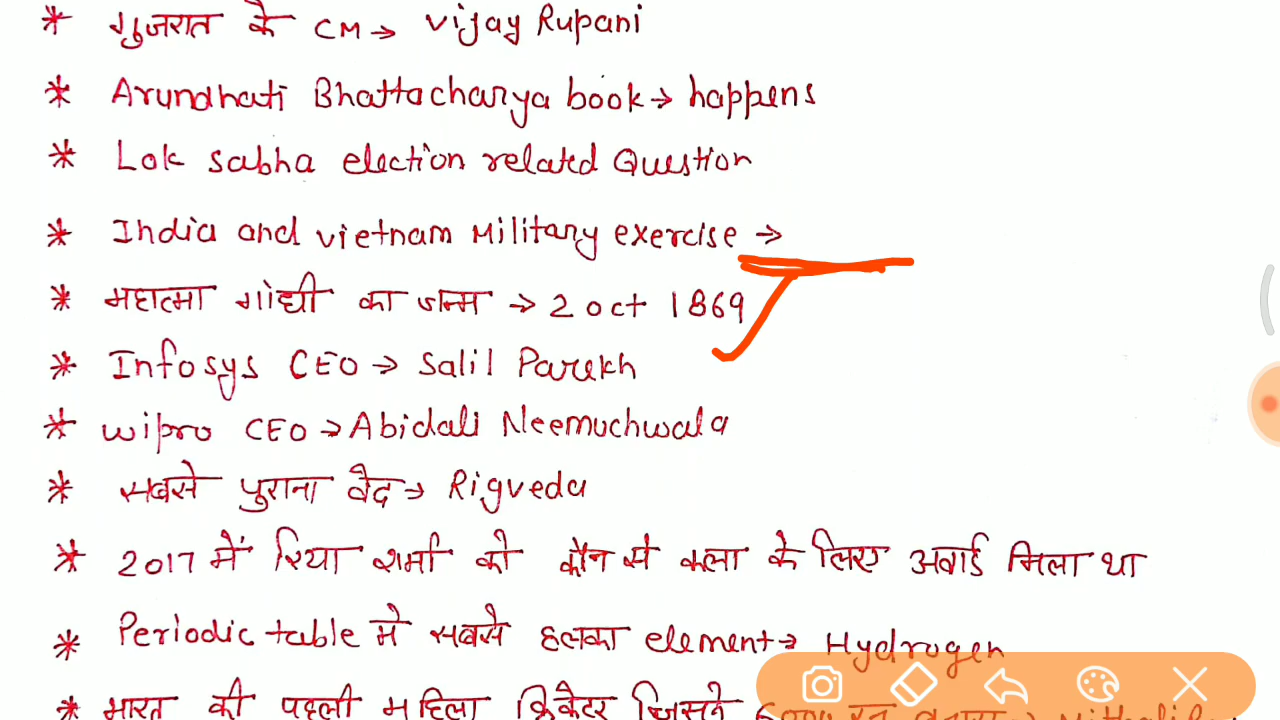 * गुजरात के CM → Vijay Rupani
* Arundhati Bhattacharya book → happens
* Lok sabha election related Question
* India and vietnam Military exercise →
* महात्मा गांधी का जन्म → 2 oct 1869
* Infosys CEO → Salil Parekh
* wipro CEO → Abidali Neemuchwala
* सबसे पुराना वेद → Rigveda
* 2017 में रिया शर्मा को कौन से कला के लिए अवार्ड मिला था
* Periodic table में सबसे हलका element → Hydrogen
* भारत की पहली महिला क्रिकेटर जिसने